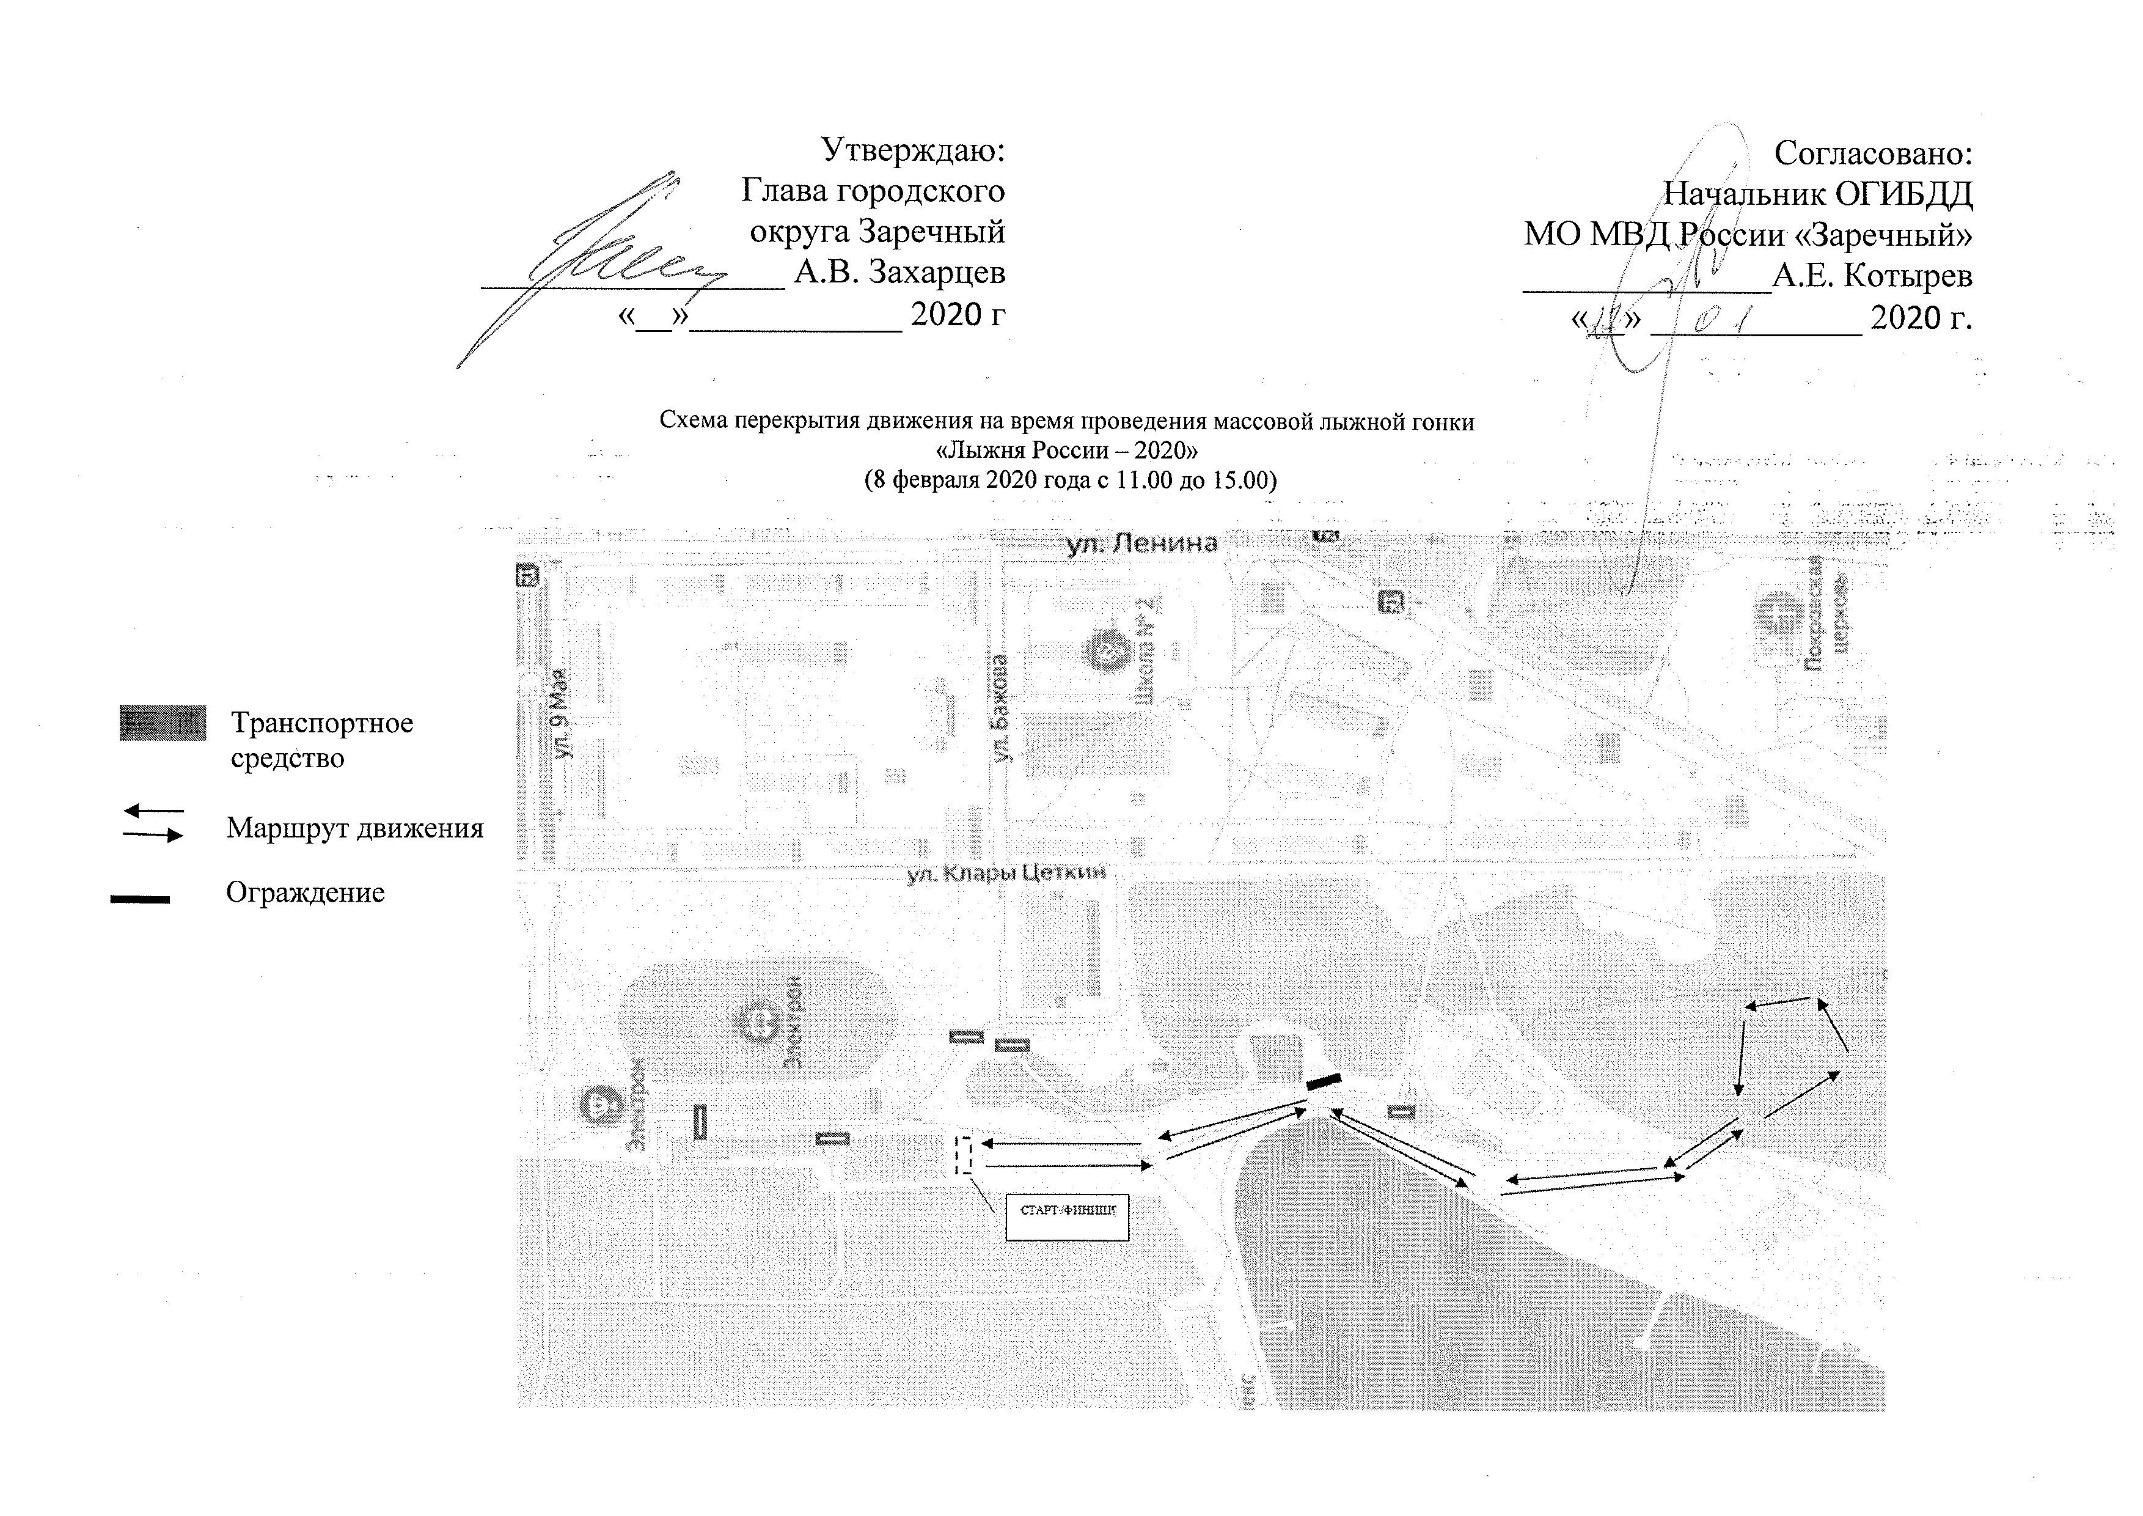 Утверждаю:
Глава городского
округа Заречный
А.В. Захарцев
«__»____________ 2020 г
Согласовано:
Начальник ОГИБДД
МО МВД России «Заречный»
А.Е. Котырев
« » 01 2020 г.
Схема перекрытия движения на время проведения массовой лыжной гонки
«Лыжня России – 2020»
(8 февраля 2020 года с 11.00 до 15.00)
Транспортное
средство
Маршрут движения
Ограждение
ул. Ленина
ул. 9 Мая
ул. Бажова
Школа № 2
Покровская
церковь
ул. Клары Цеткин
Электрон
Электрон
СТАРТ/ФИНИШ